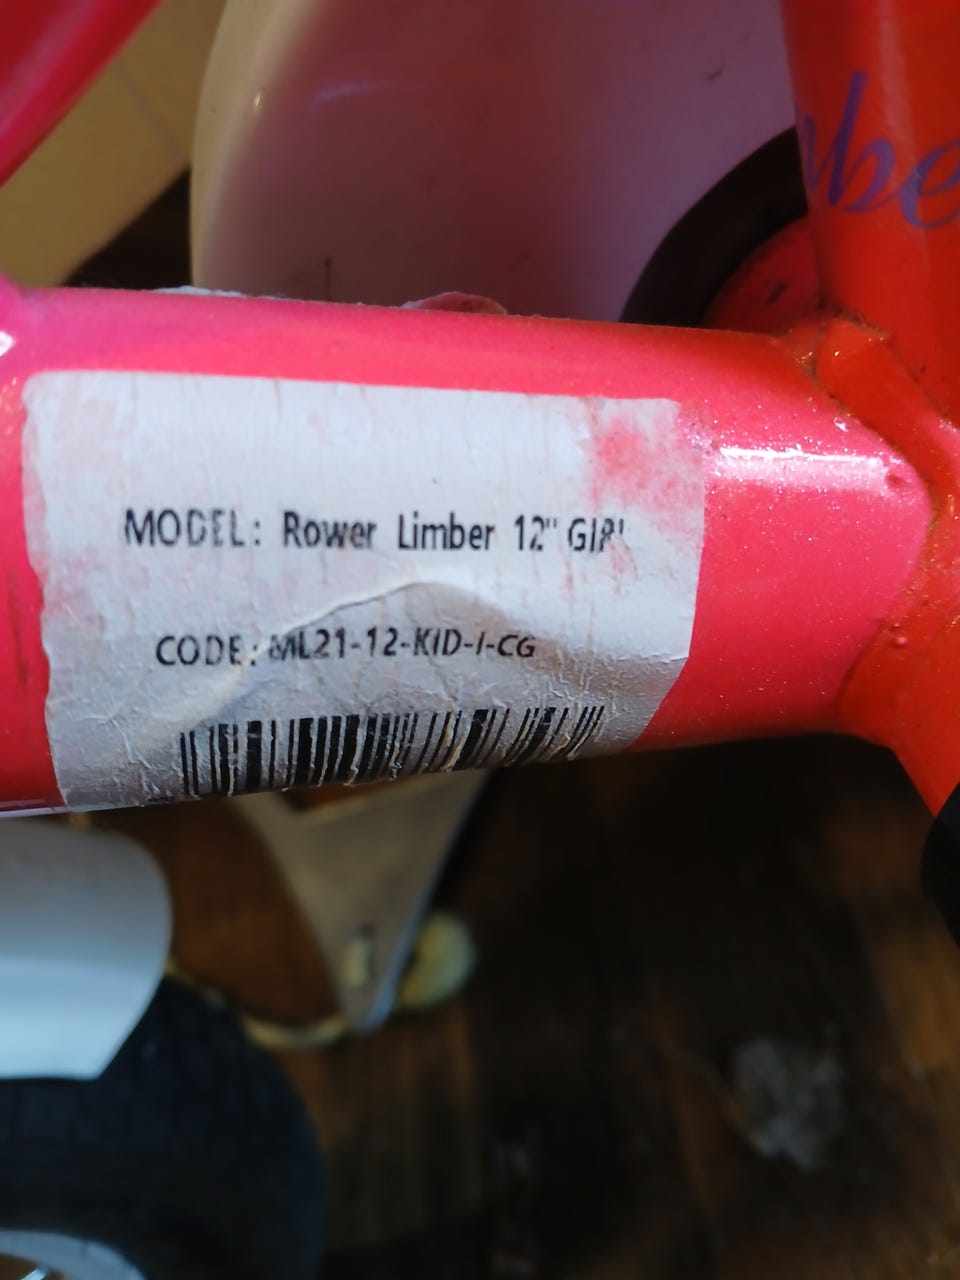 MODEL: Rower Limber 12" GIRL
CODE: ML21-12-KID-I-CG